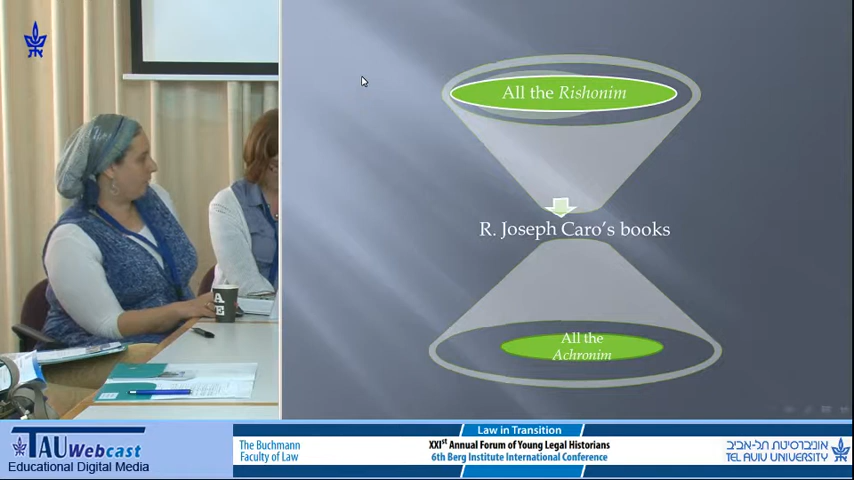 All the Rishonim
R. Joseph Caro's books
All the
Achronim
A
E
TAU Webcast
Educational Digital Media
The Buchmann
Faculty of Law
Law in Transition
XXIst Annual Forum of Young Legal Historians
6th Berg Institute International Conference
אוניברסיטת תל-אביב
TEL AVIV UNIVERSITY